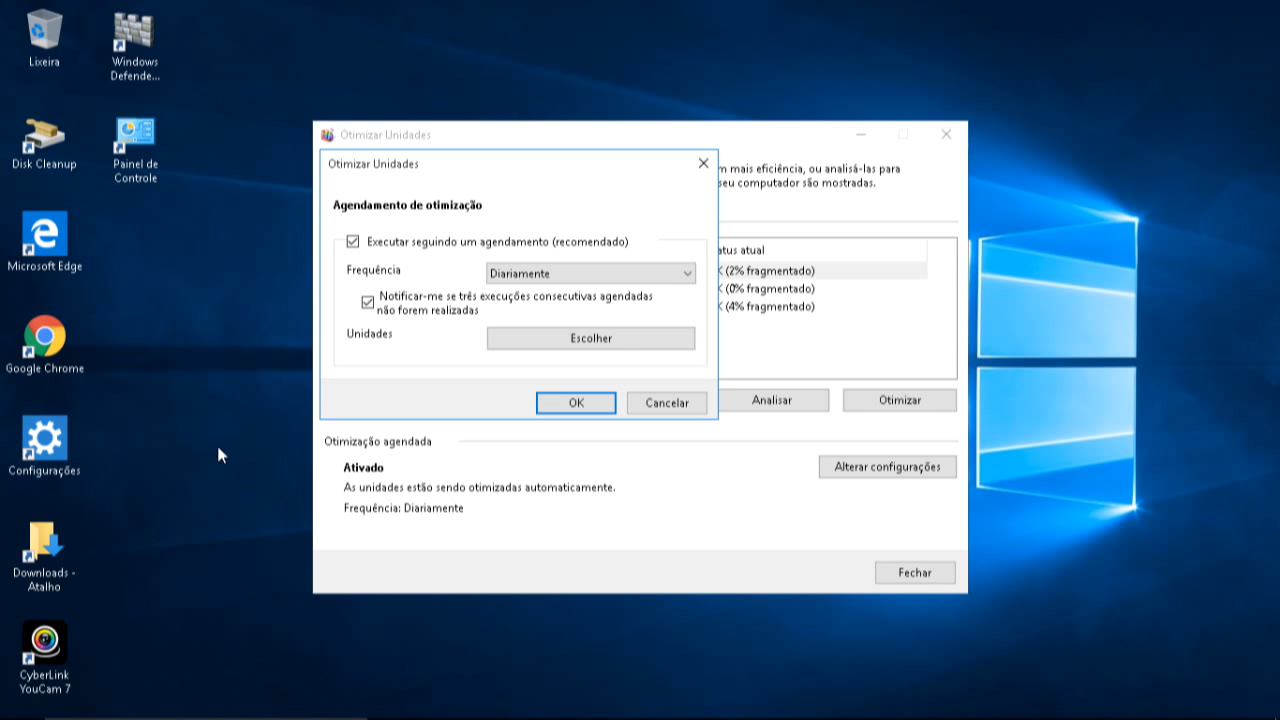 Lixeira
Windows
Defende...
Disk Cleanup
Painel de
Controle
Microsoft Edge
Google Chrome
Configurações
Downloads -
Atalho
CyberLink
YouCam 7
Otimizar Unidades
Otimizar Unidades
m mais eficiência, ou analisá-las para
seu computador são mostradas.
Agendamento de otimização
Executar seguindo um agendamento (recomendado)
Frequência
Diariamente
Notificar-me se três execuções consecutivas agendadas
não forem realizadas
Unidades
Escolher
OK
Cancelar
atus atual
K (2% fragmentado)
K (0% fragmentado)
K (4% fragmentado)
Analisar
Otimizar
Otimização agendada
Ativado
Alterar configurações
As unidades estão sendo otimizadas automaticamente.
Frequência: Diariamente
Fechar